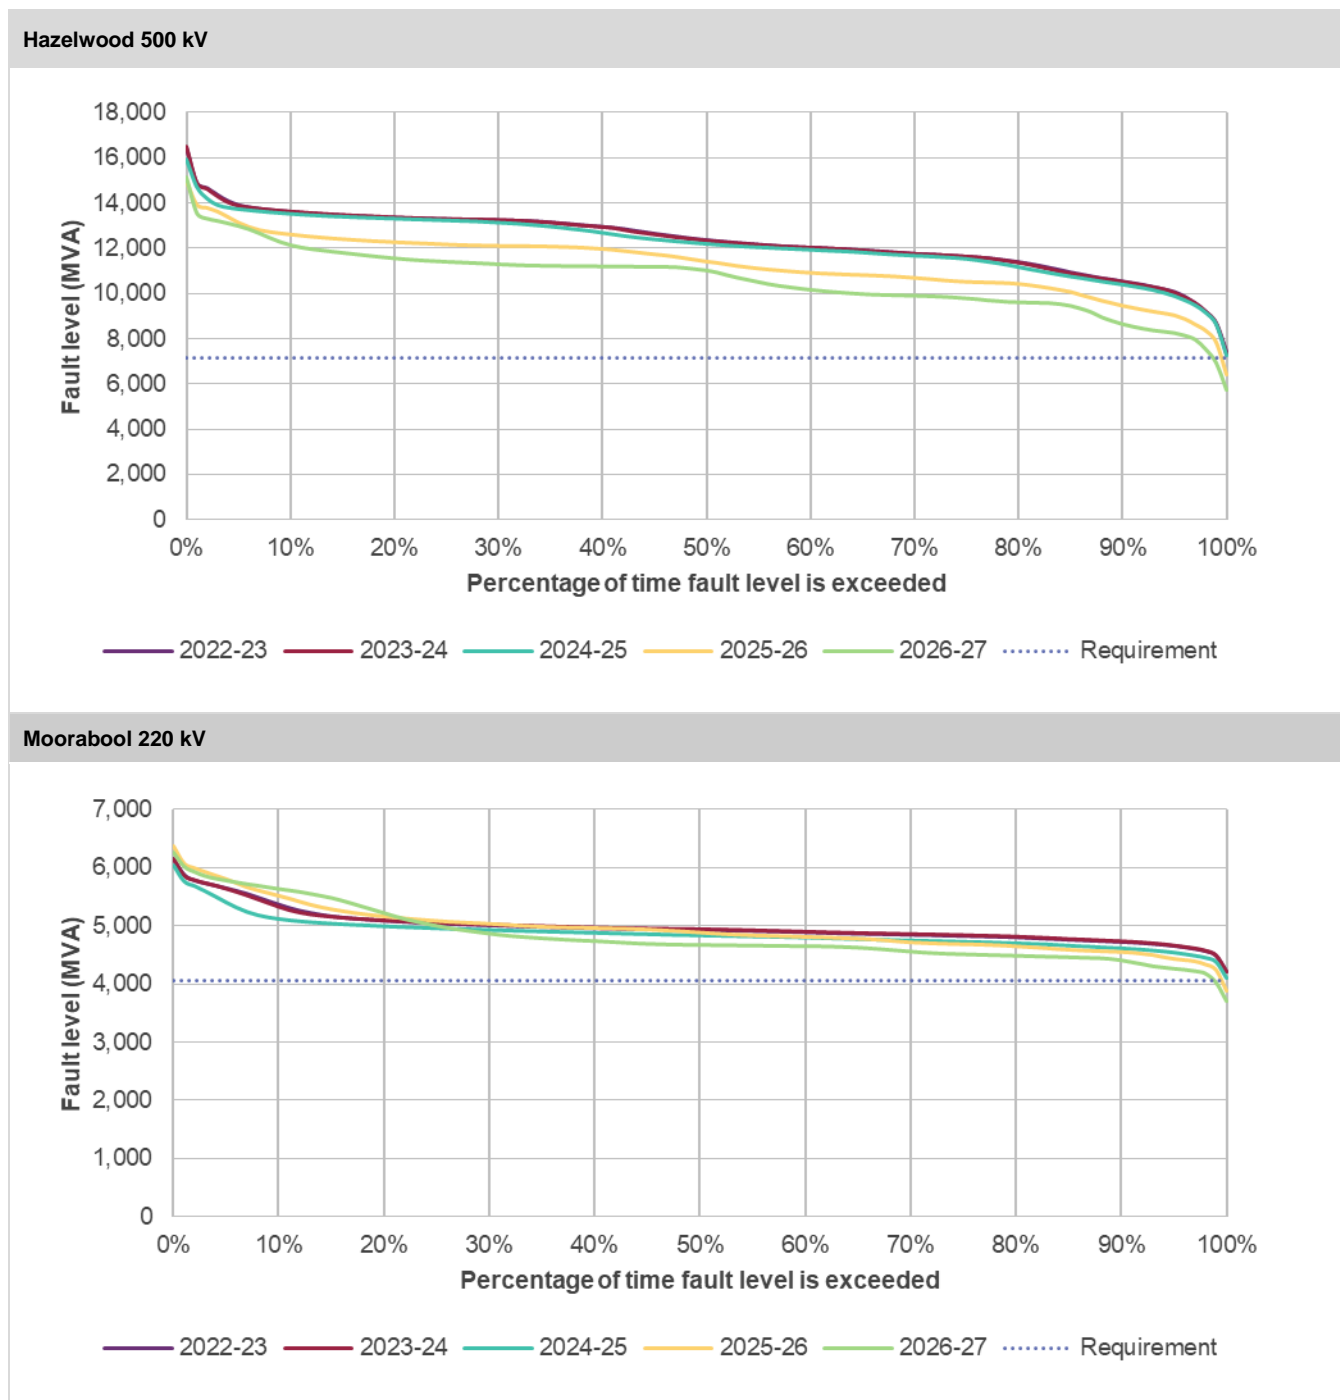 Hazelwood 500 kV
18,000
16,000
14,000
12,000
10,000
8,000
6,000
4,000
2,000
0
Fault level (MVA)
0% 10% 20% 30% 40% 50% 60% 70% 80% 90% 100%
Percentage of time fault level is exceeded
2022-23 2023-24 2024-25 2025-26 2026-27 Requirement
Moorabool 220 kV
7,000
6,000
5,000
4,000
3,000
2,000
1,000
0
Fault level (MVA)
0% 10% 20% 30% 40% 50% 60% 70% 80% 90% 100%
Percentage of time fault level is exceeded
2022-23 2023-24 2024-25 2025-26 2026-27 Requirement